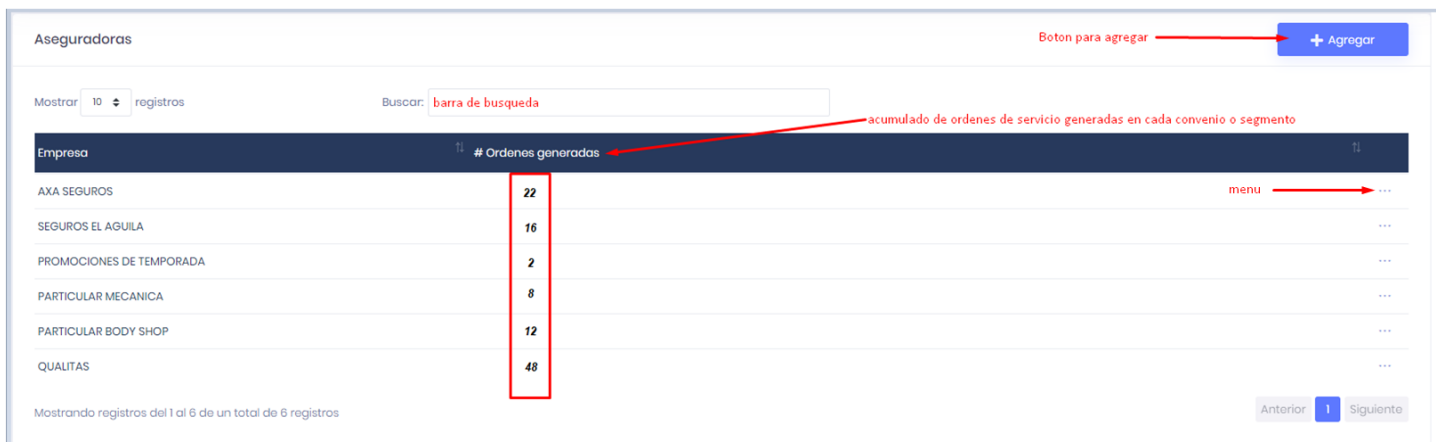 Aseguradoras
Boton para agregar
+ Agregar
Mostrar 10 registros
Buscar: barra de busqueda
acumulado de ordenes de servicio generadas en cada convenio o segmento
Empresa # Ordenes generadas
AXA SEGUROS 22 menu ...
SEGUROS EL AGUILA 16 ...
PROMOCIONES DE TEMPORADA 2 ...
PARTICULAR MECANICA 8 ...
PARTICULAR BODY SHOP 12 ...
QUALITAS 48 ...
Mostrando registros del 1 al 6 de un total de 6 registros
Anterior 1 Siguiente